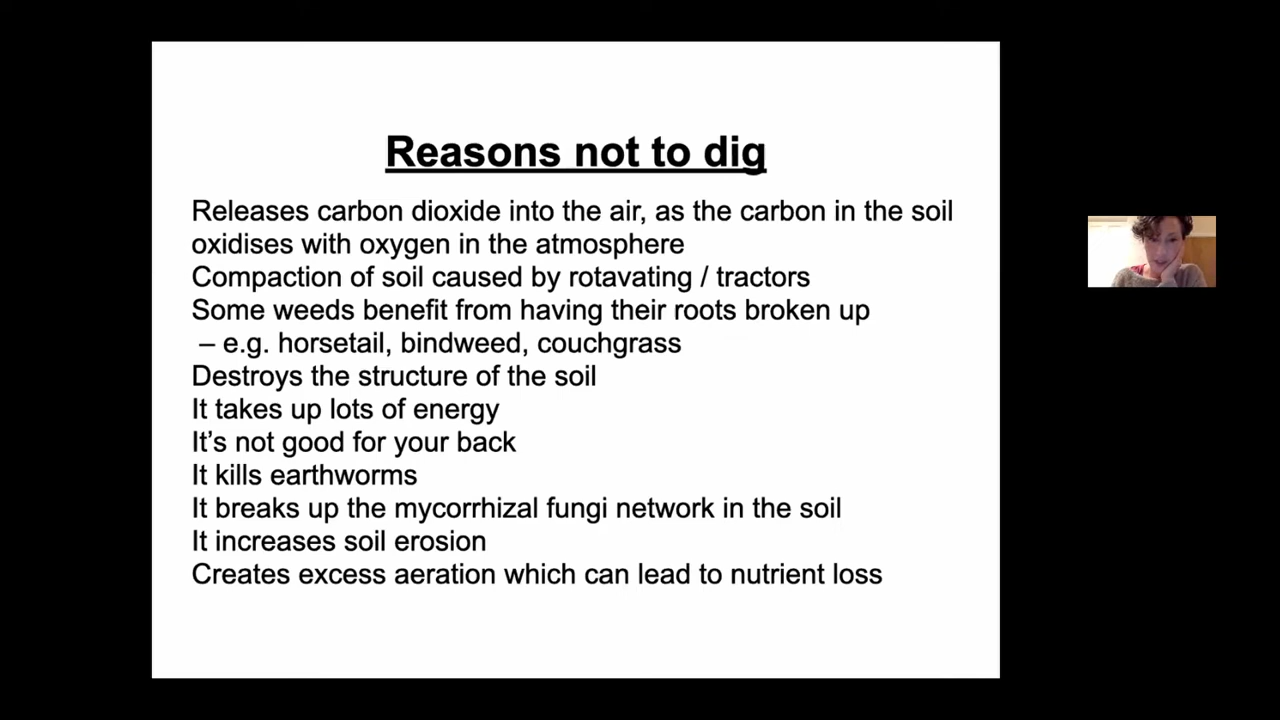 Reasons not to dig
Releases carbon dioxide into the air, as the carbon in the soil
oxidises with oxygen in the atmosphere
Compaction of soil caused by rotavating / tractors
Some weeds benefit from having their roots broken up
– e.g. horsetail, bindweed, couchgrass
Destroys the structure of the soil
It takes up lots of energy
It’s not good for your back
It kills earthworms
It breaks up the mycorrhizal fungi network in the soil
It increases soil erosion
Creates excess aeration which can lead to nutrient loss